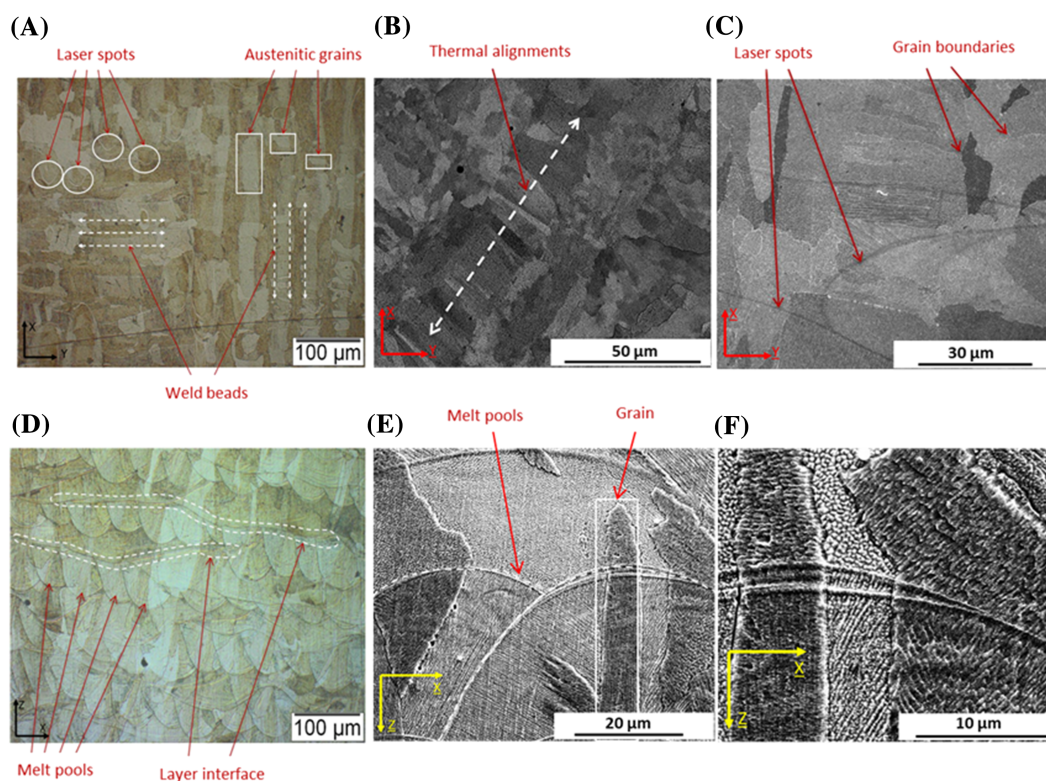 (A)
Laser spots
Austenitic grains
X
Y
100 µm
Weld beads
(B)
Thermal alignments
X
Y
50 µm
(C)
Laser spots
Grain boundaries
X
Y
30 µm
(D)
Z
X
100 µm
Melt pools
Layer interface
(E)
Melt pools
Grain
X
Z
20 µm
(F)
X
Z
10 µm